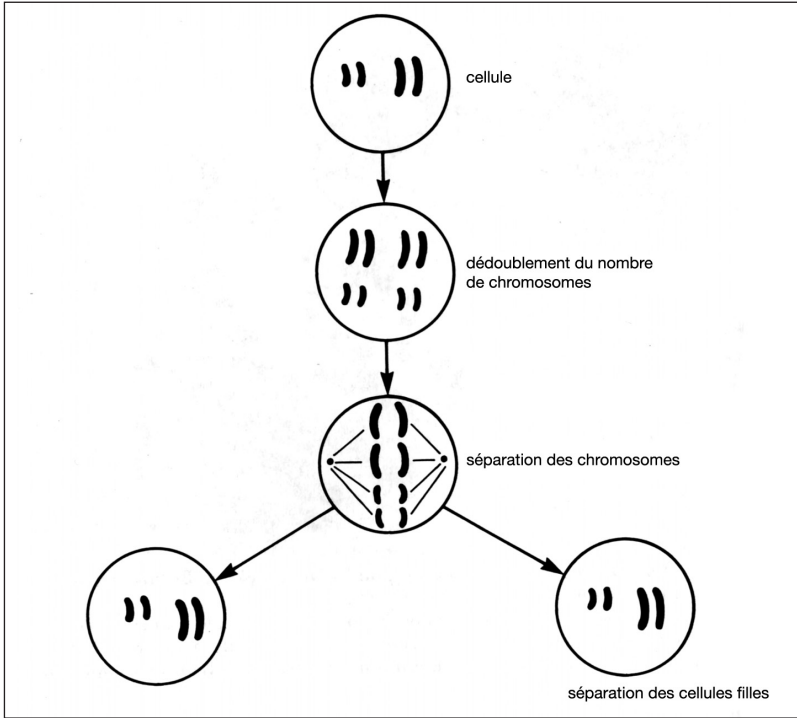 cellule
dédoublement du nombre
de chromosomes
séparation des chromosomes
séparation des cellules filles